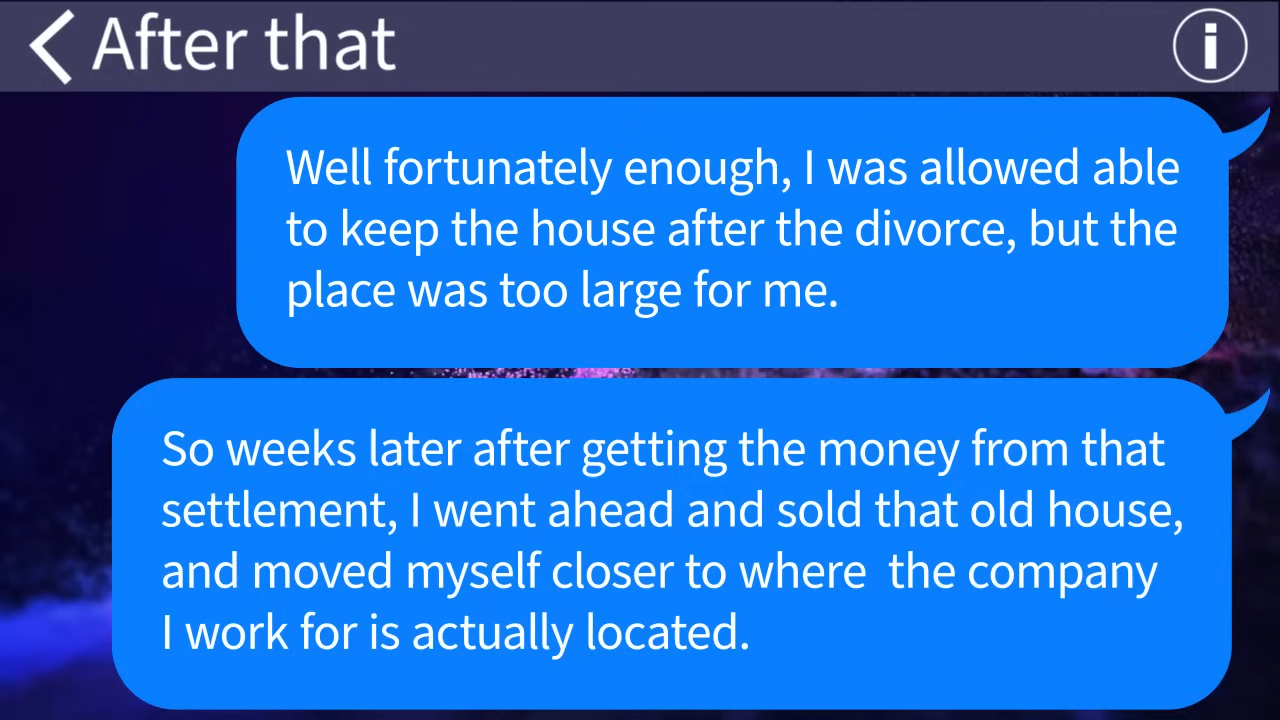 After that
Well fortunately enough, I was allowed able
to keep the house after the divorce, but the
place was too large for me.
So weeks later after getting the money from that
settlement, I went ahead and sold that old house,
and moved myself closer to where  the company
I work for is actually located.